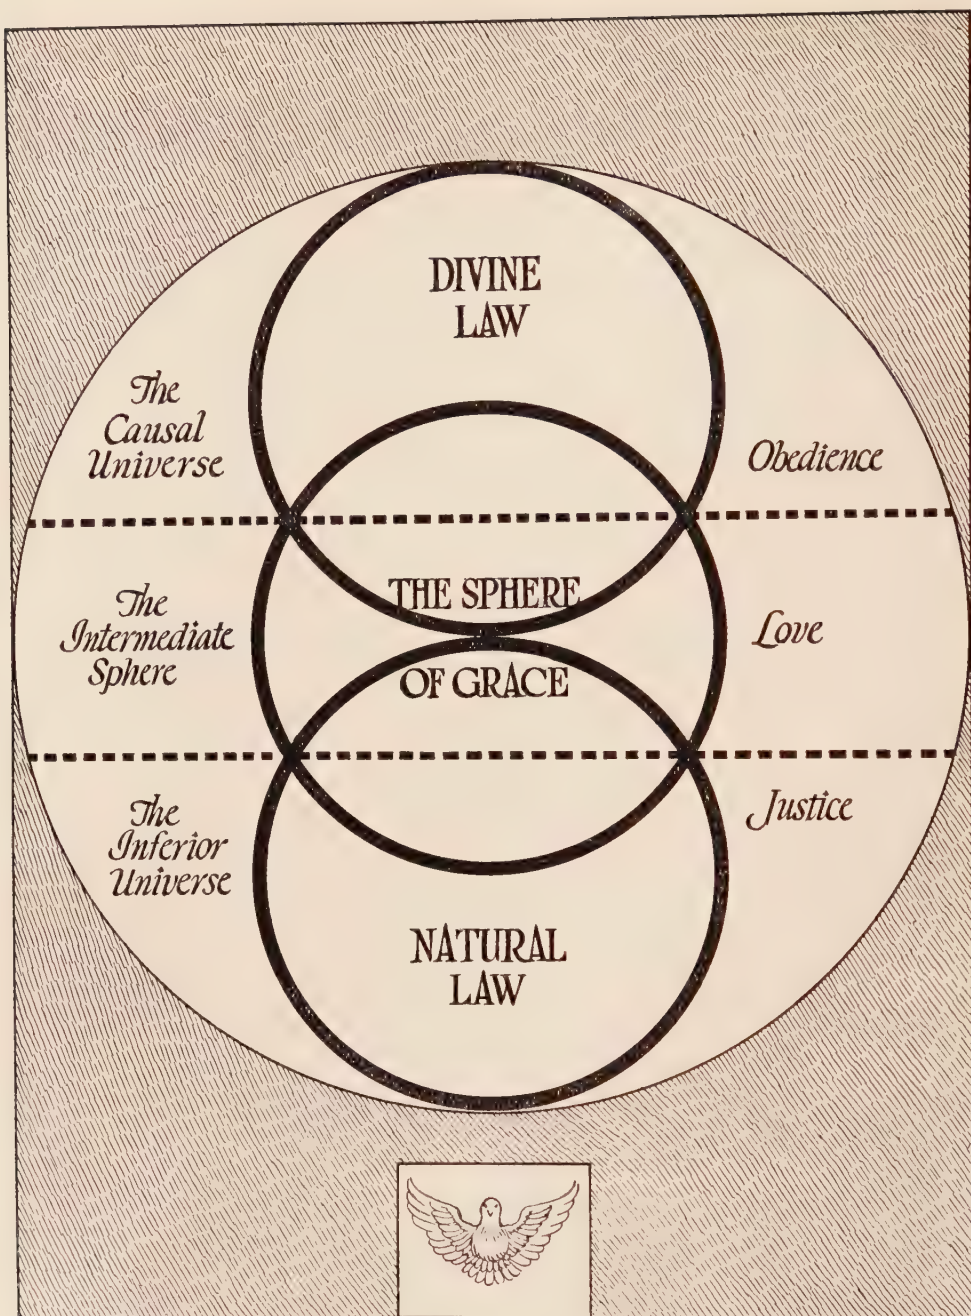 DIVINE
LAW
The
Causal
Universe
Obedience
THE SPHERE
OF GRACE
The
Intermediate
Sphere
Love
The
Inferior
Universe
Justice
NATURAL
LAW